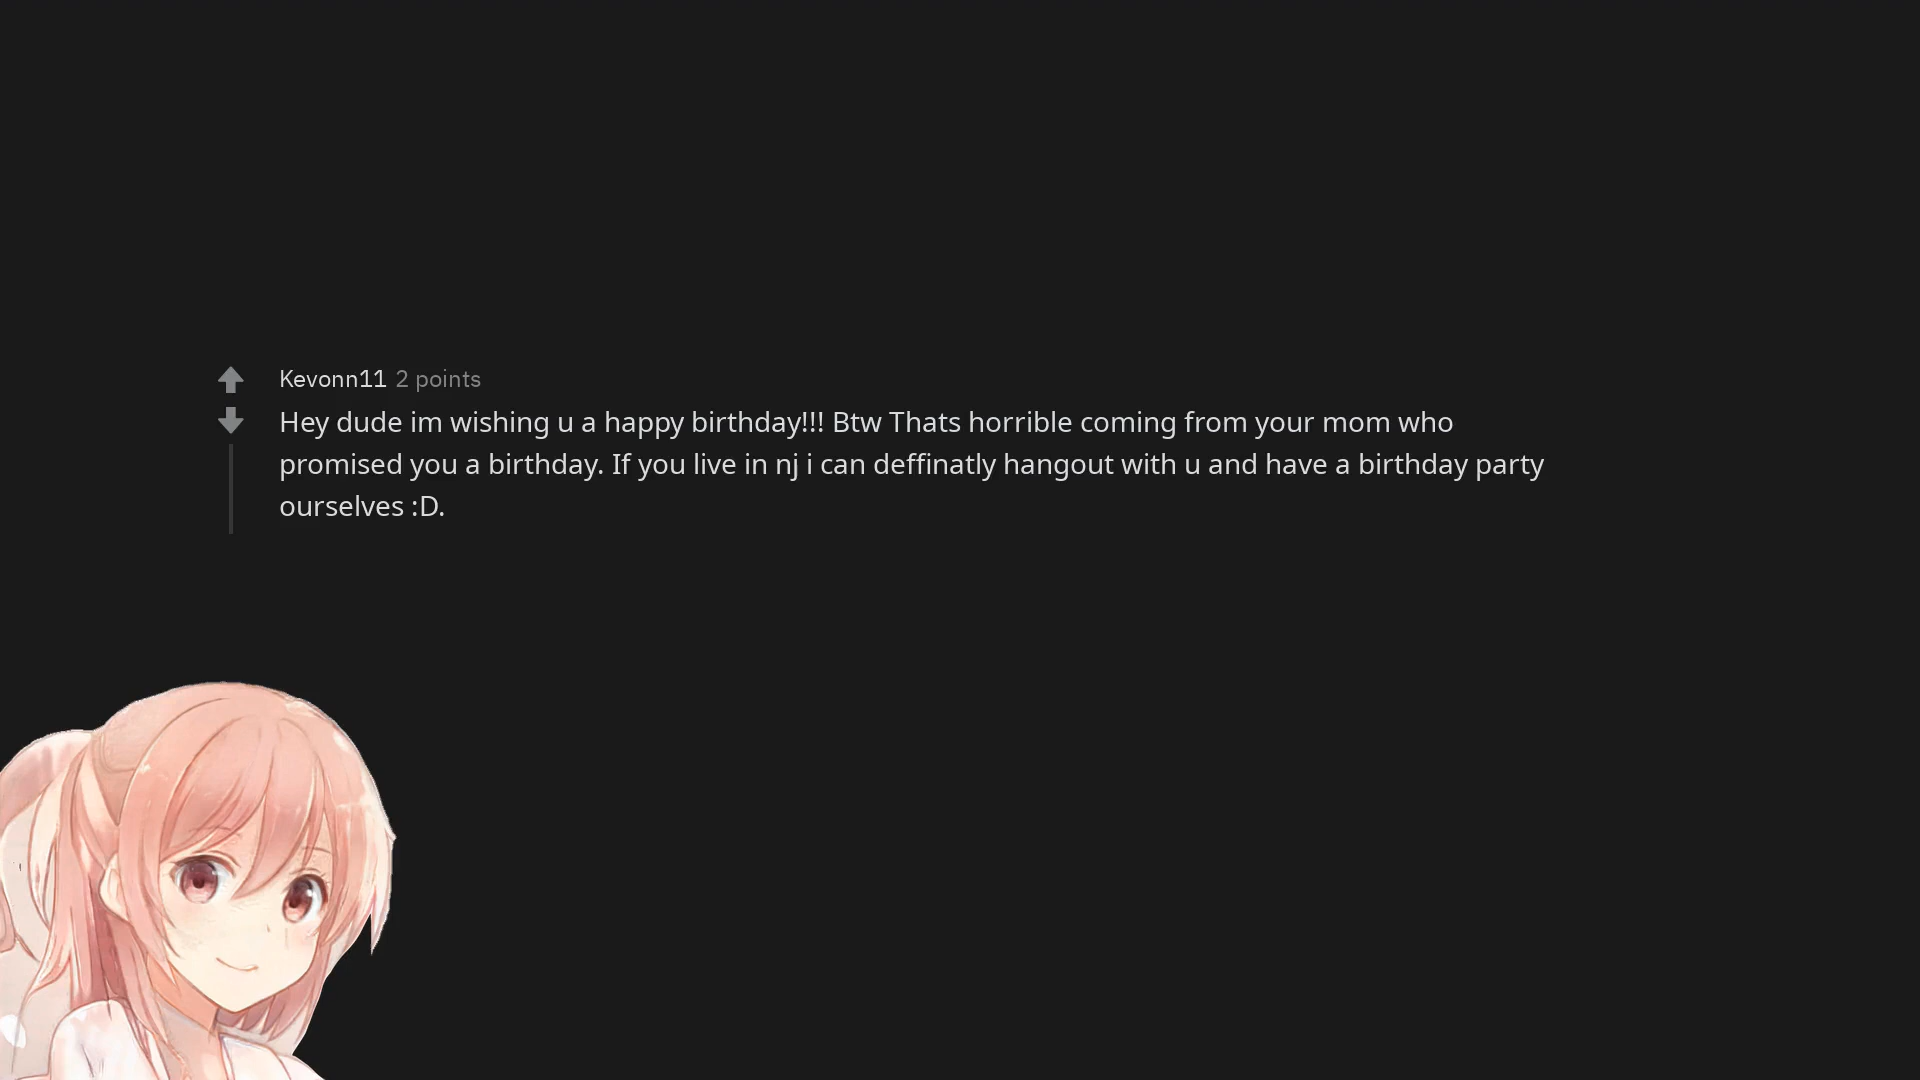 Kevonn11 2 points
Hey dude im wishing u a happy birthday!!! Btw Thats horrible coming from your mom who
promised you a birthday. If you live in nj i can deffinatly hangout with u and have a birthday party
ourselves :D.